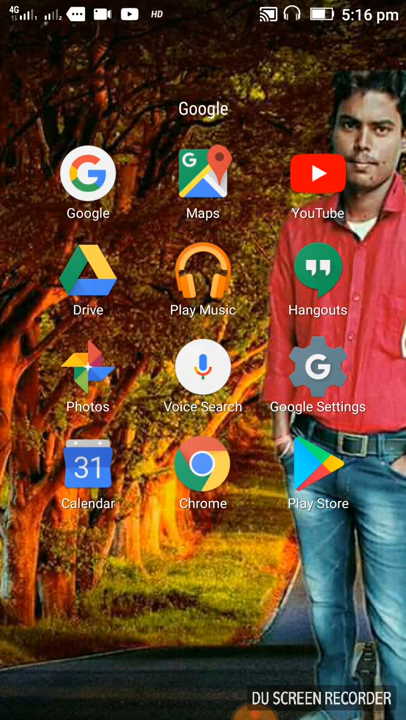 4G HD 5:16 pm
Google
Google Maps YouTube
Drive Play Music Hangouts
Photos Voice Search Google Settings
31
Calendar Chrome Play Store
DU SCREEN RECORDER